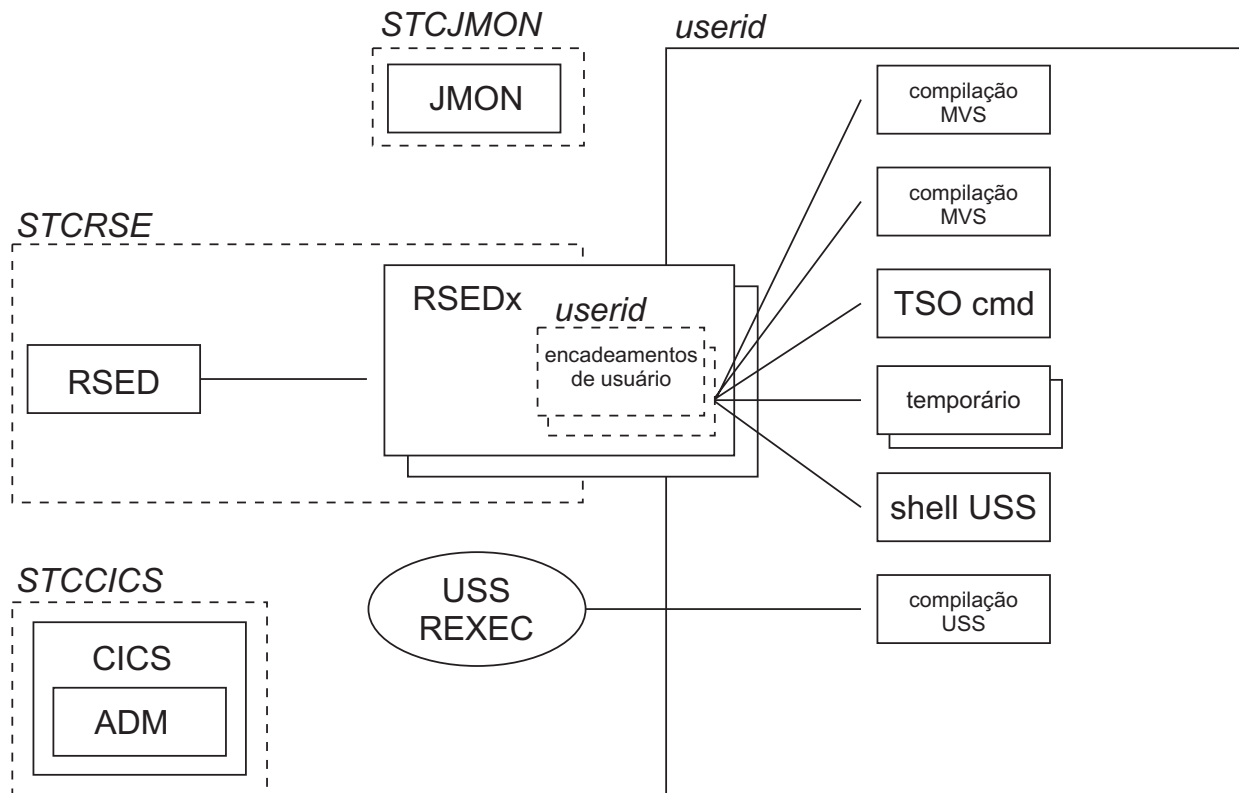 STCJMON
userid
JMON
compilação
MVS
compilação
MVS
STCRSE
RSEDx
userid
encadeamentos
de usuário
TSO cmd
RSED
temporário
shell USS
STCCICS
USS
REXEC
compilação
USS
CICS
ADM